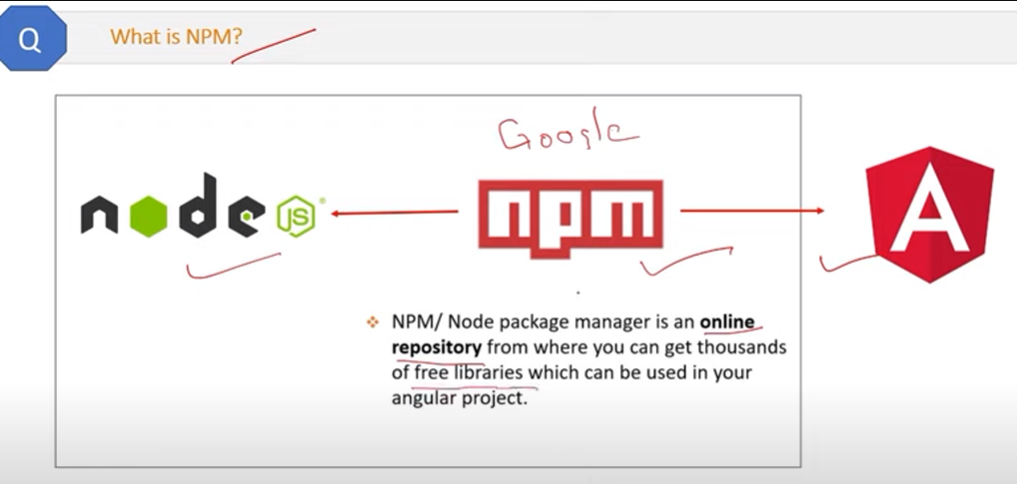 Q
What is NPM?
Google
node JS ®
npm
A
❖ NPM/ Node package manager is an online
repository from where you can get thousands
of free libraries which can be used in your
angular project.